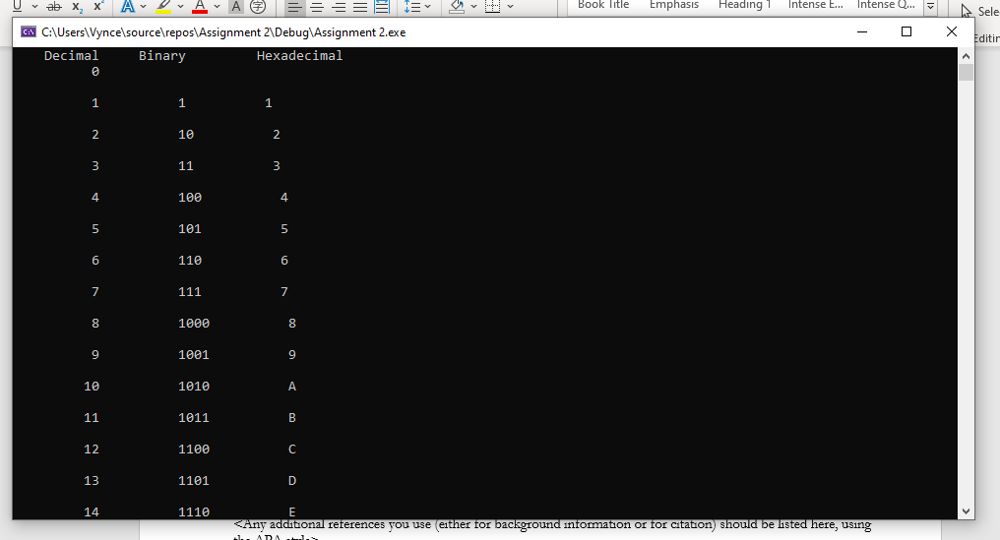 U ab x₂ x² A A A 字
Book Title Emphasis Heading 1 Intense E... Intense Q...
Sele
C:\Users\Vynce\source\repos\Assignment 2\Debug\Assignment 2.exe
Editin
Decimal Binary Hexadecimal
0
1 1 1
2 10 2
3 11 3
4 100 4
5 101 5
6 110 6
7 111 7
8 1000 8
9 1001 9
10 1010 A
11 1011 B
12 1100 C
13 1101 D
14 1110 E
<Any additional references you use (either for background information or for citation) should be listed here, using
the APA style>